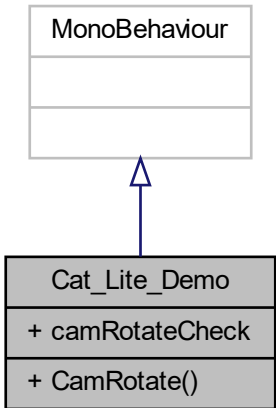 MonoBehaviour
Cat_Lite_Demo
+ camRotateCheck
+ CamRotate()